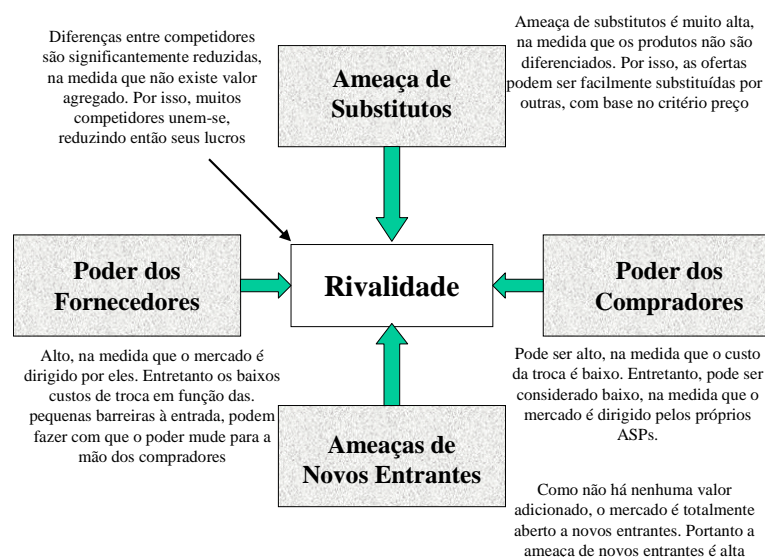 Diferenças entre competidores
são significantemente reduzidas,
na medida que não existe valor
agregado. Por isso, muitos
competidores unem-se,
reduzindo então seus lucros
Ameaça de
Substitutos
Ameaça de substitutos é muito alta,
na medida que os produtos não são
diferenciados. Por isso, as ofertas
podem ser facilmente substituídas por
outras, com base no critério preço
Poder dos
Fornecedores
Rivalidade
Poder dos
Compradores
Alto, na medida que o mercado é
dirigido por eles. Entretanto os baixos
custos de troca em função das.
pequenas barreiras à entrada, podem
fazer com que o poder mude para a
mão dos compradores
Pode ser alto, na medida que o custo
da troca é baixo. Entretanto, pode ser
considerado baixo, na medida que o
mercado é dirigido pelos próprios
ASPs.
Ameaças de
Novos Entrantes
Como não há nenhuma valor
adicionado, o mercado é totalmente
aberto a novos entrantes. Portanto a
ameaça de novos entrantes é alta